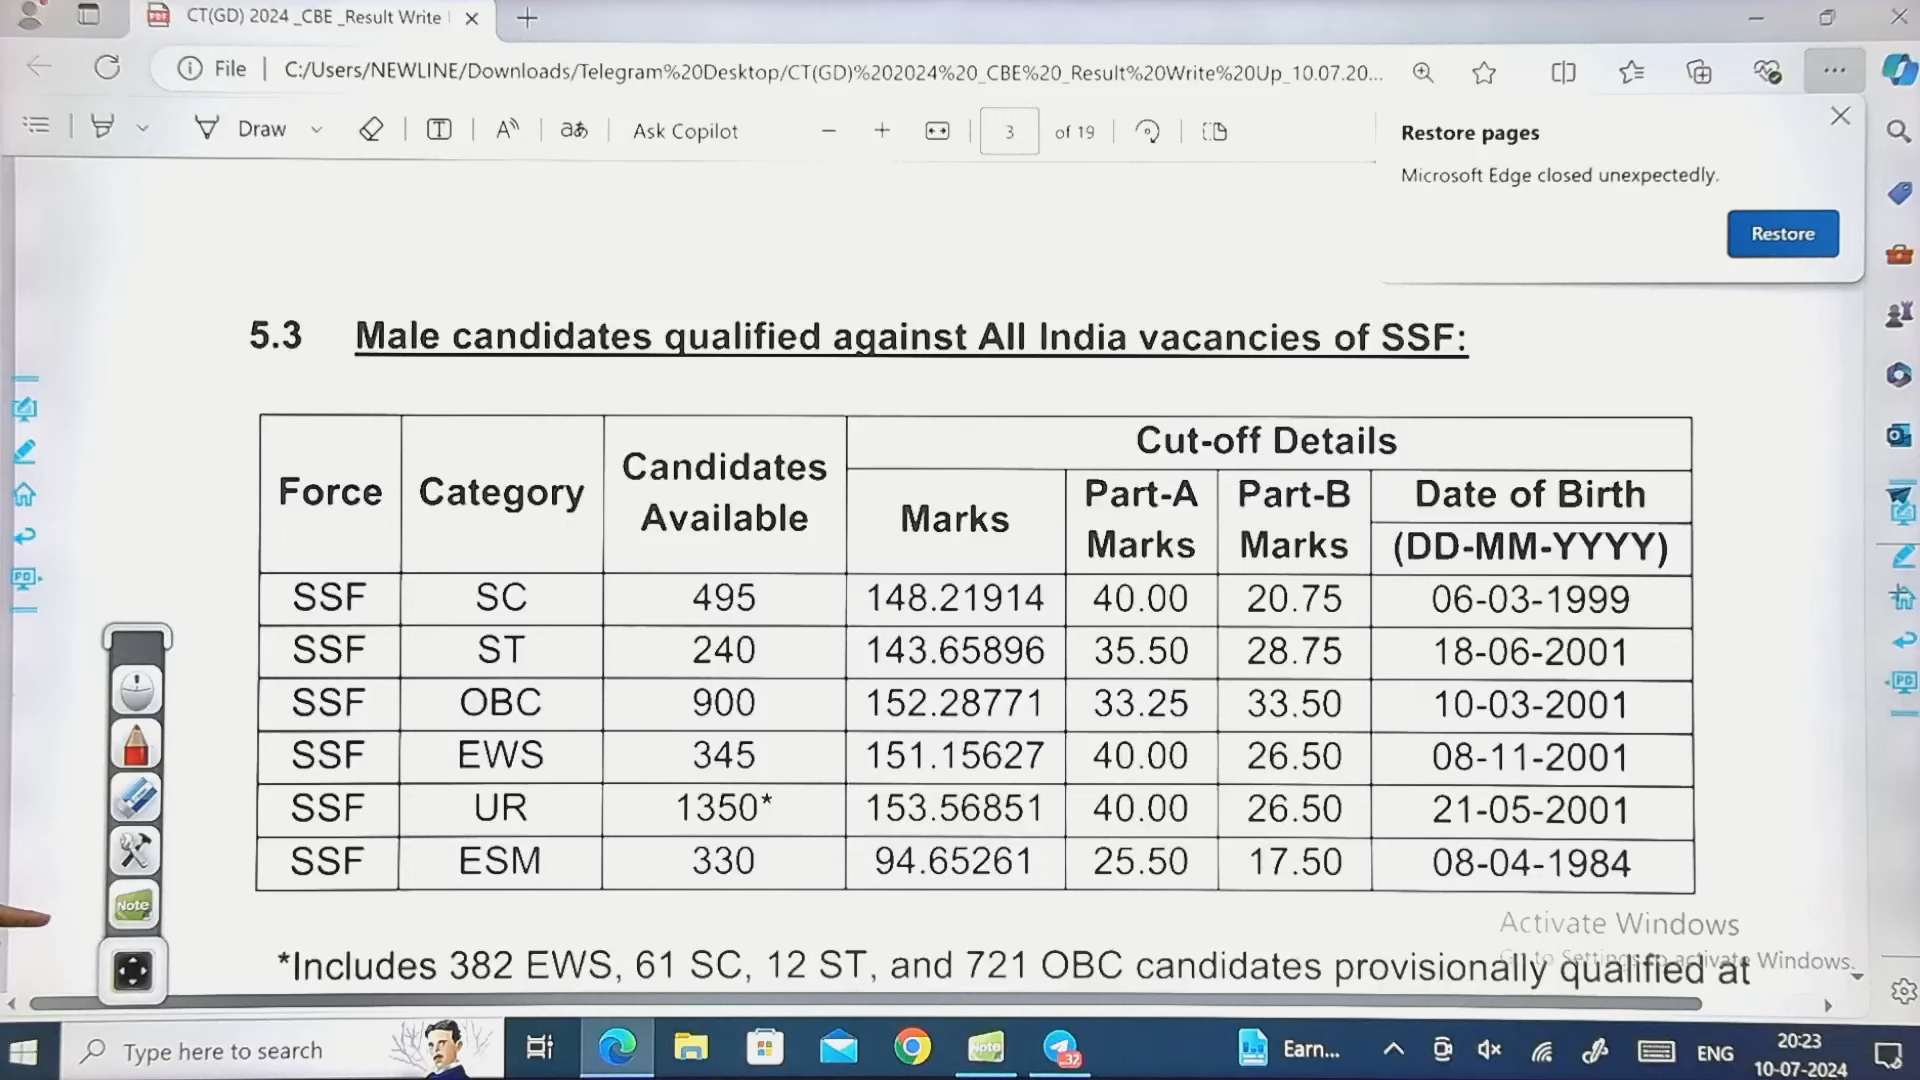 CT(GD) 2024 _CBE _Result Write
File
C:/Users/NEWLINE/Downloads/Telegram%20Desktop/CT(GD)%202024%20_CBE%20_Result%20Write%20Up_10.07.20...
Draw
Ask Copilot
3 of 19
Restore pages
Microsoft Edge closed unexpectedly.
Restore
5.3 Male candidates qualified against All India vacancies of SSF:
Force Category Candidates Available Cut-off Details
Marks Part-A Marks Part-B Marks Date of Birth
(DD-MM-YYYY)
SSF SC 495 148.21914 40.00 20.75 06-03-1999
SSF ST 240 143.65896 35.50 28.75 18-06-2001
SSF OBC 900 152.28771 33.25 33.50 10-03-2001
SSF EWS 345 151.15627 40.00 26.50 08-11-2001
SSF UR 1350* 153.56851 40.00 26.50 21-05-2001
SSF ESM 330 94.65261 25.50 17.50 08-04-1984
Note
Activate Windows
Go to Settings to activate Windows.
*Includes 382 EWS, 61 SC, 12 ST, and 721 OBC candidates provisionally qualified at
Type here to search
Note
32
Earn...
ENG
20:23
10-07-2024